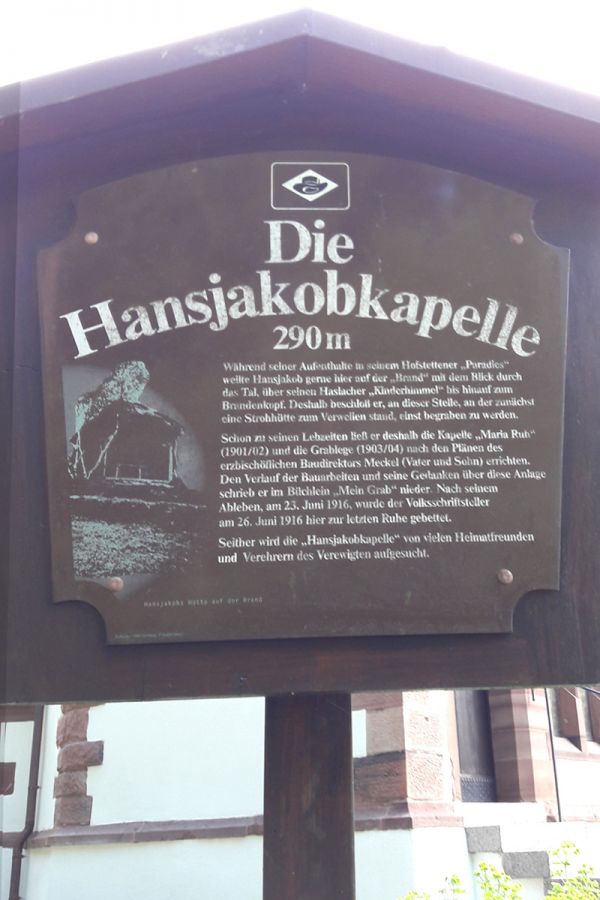 Die
Hansjakobkapelle
290 m
Während seiner Aufenthalte in seinem Hofstettener „Paradies“
weilte Hansjakob gerne hier auf der „Brand“ mit dem Blick durch
das Tal, über seinen Haslacher „Kinderhimmel“ bis hinauf zum
Brandenkopf. Deshalb beschloß er, an dieser Stelle, an der zunächst
eine Strohhütte zum Verweilen stand, einst begraben zu werden.
Schon zu seinen Lebzeiten ließ er deshalb die Kapelle „Maria Ruh“
(1901/02) und die Grablege (1903/04) nach den Plänen des
erzbischöflichen Baudirektors Meckel (Vater und Sohn) errichten.
Den Verlauf der Bauarbeiten und seine Gedanken über diese Anlage
schrieb er im Büchlein „Mein Grab“ nieder. Nach seinem
Ableben, am 23. Juni 1916, wurde der Volksschriftsteller
am 26. Juni 1916 hier zur letzten Ruhe gebettet.
Seither wird die „Hansjakobkapelle“ von vielen Heimatfreunden
und Verehrern des Verewigten aufgesucht.
Hansjakobs Hütte auf der Brand